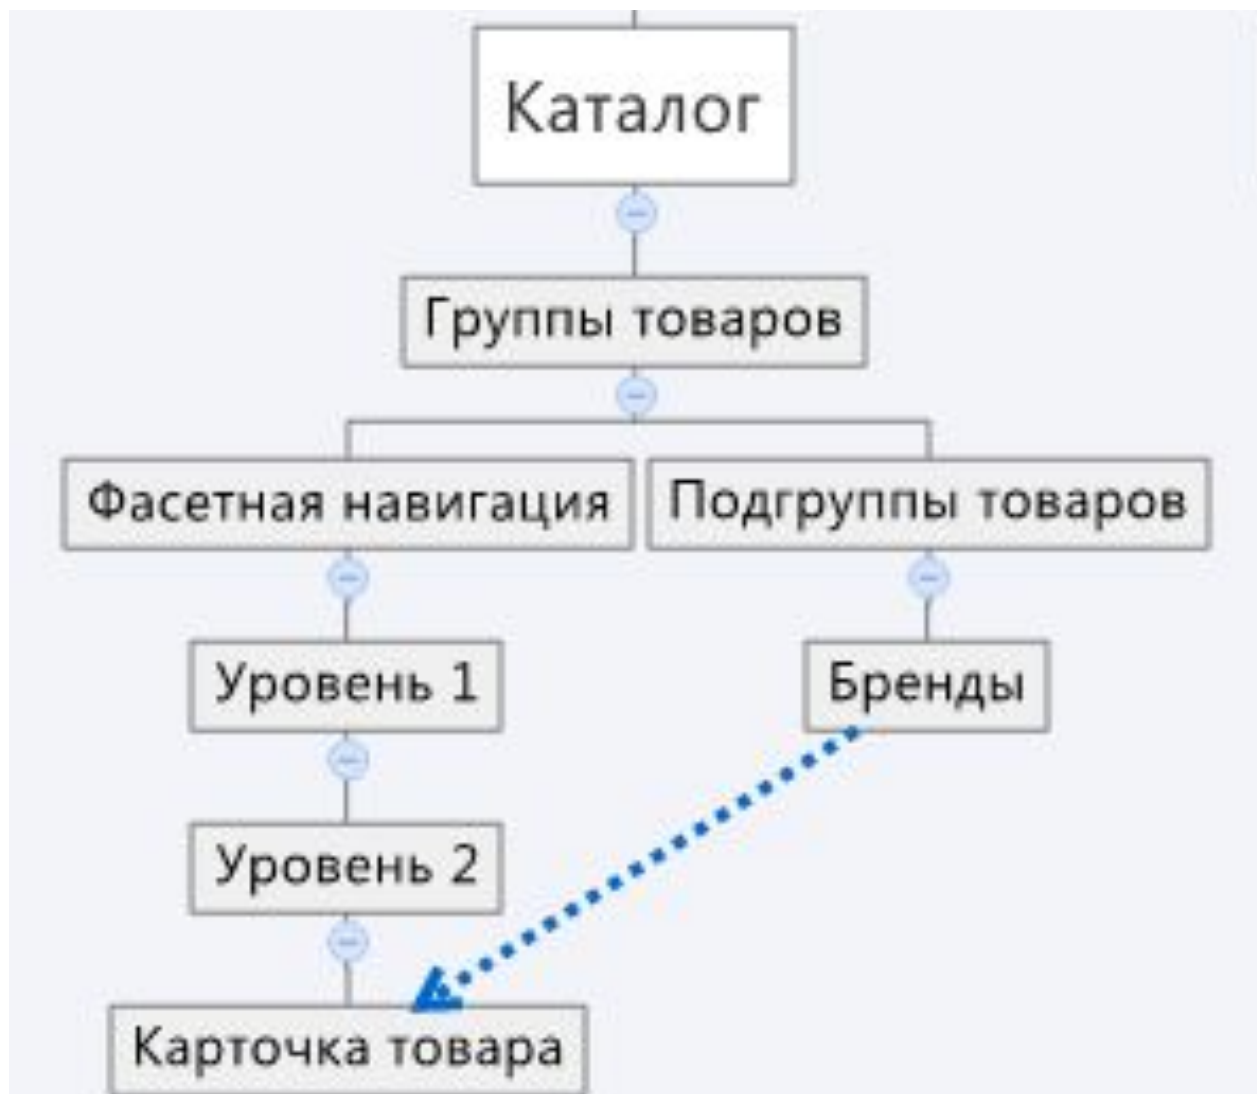 Каталог
Группы товаров
Фасетная навигация
Подгруппы товаров
Уровень 1
Бренды
Уровень 2
Карточка товара